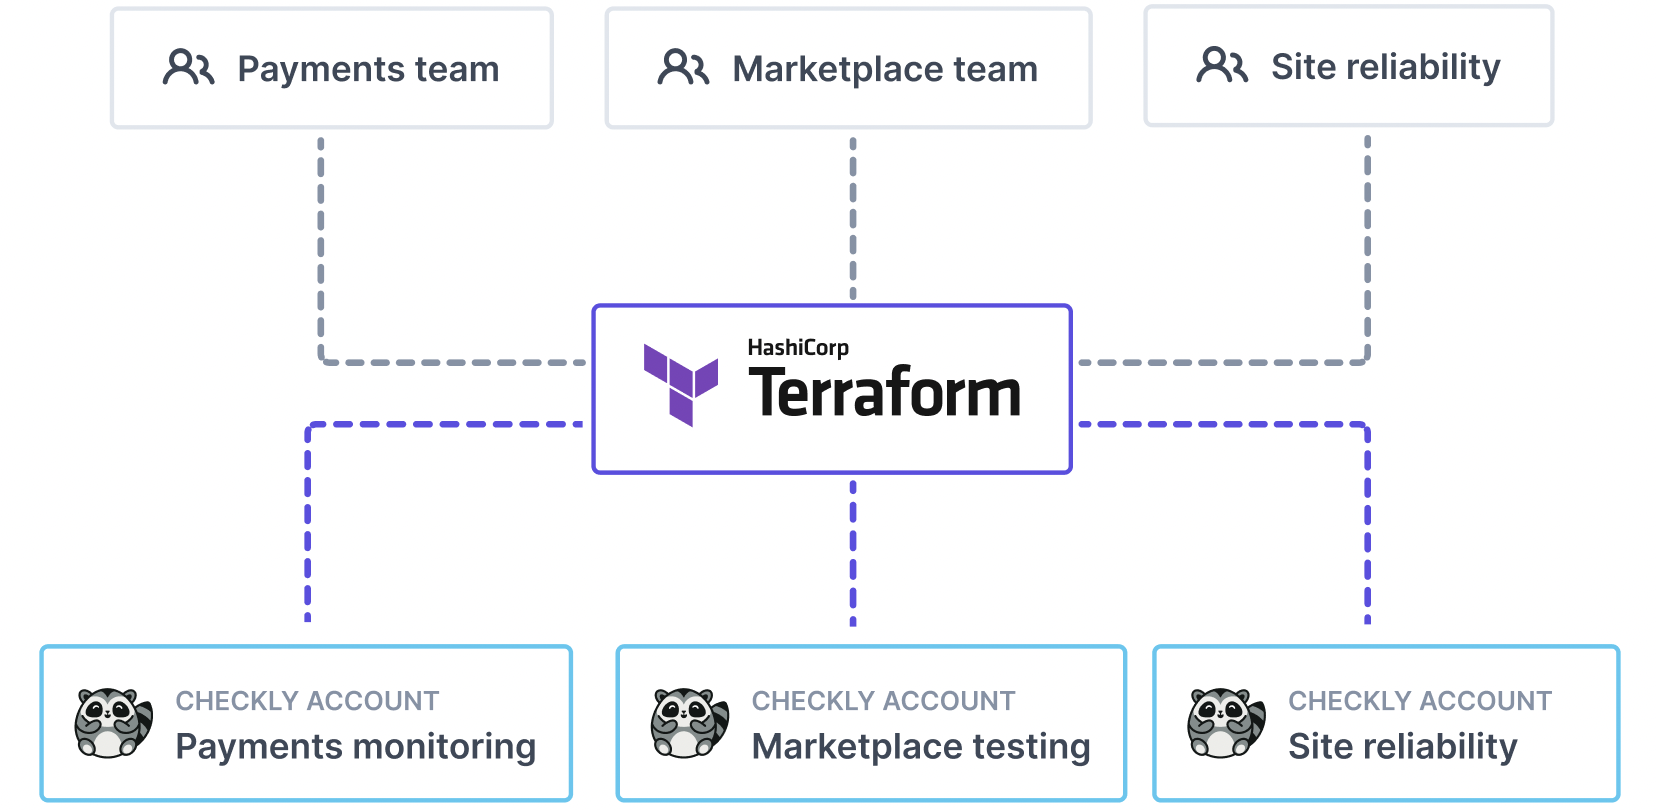 Payments team
Marketplace team
Site reliability
HashiCorp
Terraform
CHECKLY ACCOUNT
Payments monitoring
CHECKLY ACCOUNT
Marketplace testing
CHECKLY ACCOUNT
Site reliability